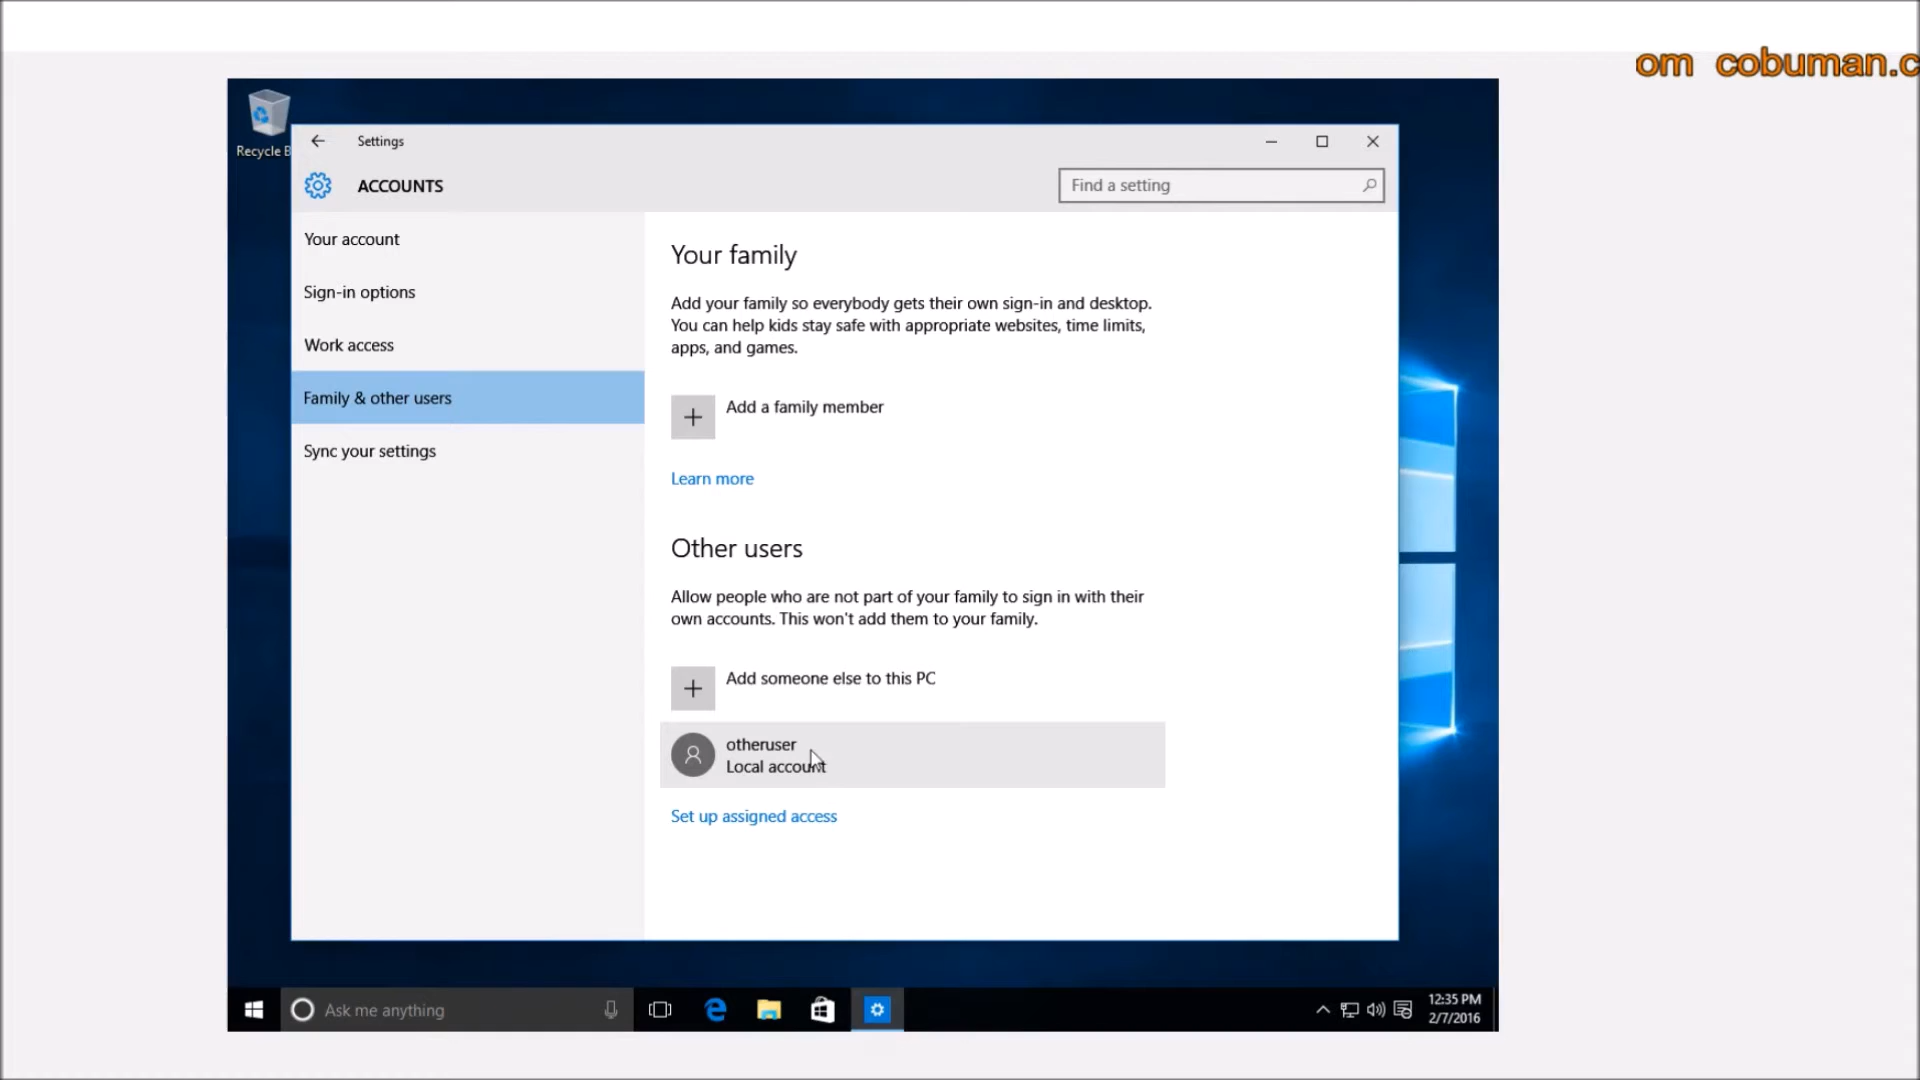 om cobuman.c
Recycle B
Settings
ACCOUNTS
Find a setting
Your account
Sign-in options
Work access
Family & other users
Sync your settings
Your family
Add your family so everybody gets their own sign-in and desktop.
You can help kids stay safe with appropriate websites, time limits,
apps, and games.
Add a family member
Learn more
Other users
Allow people who are not part of your family to sign in with their
own accounts. This won't add them to your family.
Add someone else to this PC
otheruser
Local account
Set up assigned access
Ask me anything
12:35 PM
2/7/2016